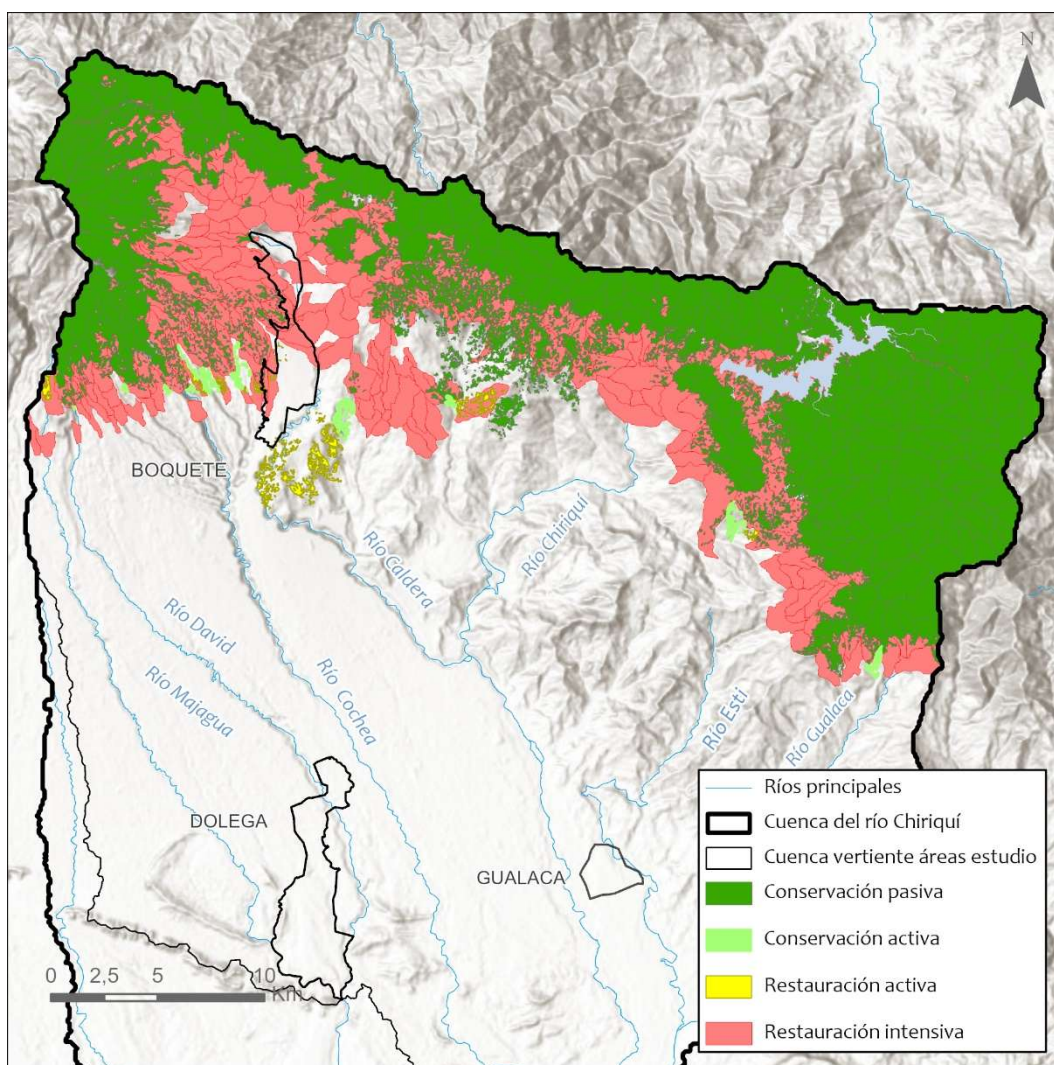 N
BOQUETE
Río Caldera
Río Chiriquí
Río David
Río Majagua
Río Cochea
Río Esti
Río Gualaca
DOLEGA
GUALACA
0 2,5 5 10
Km
Ríos principales
Cuenca del río Chiriquí
Cuenca vertiente áreas estudio
Conservación pasiva
Conservación activa
Restauración activa
Restauración intensiva